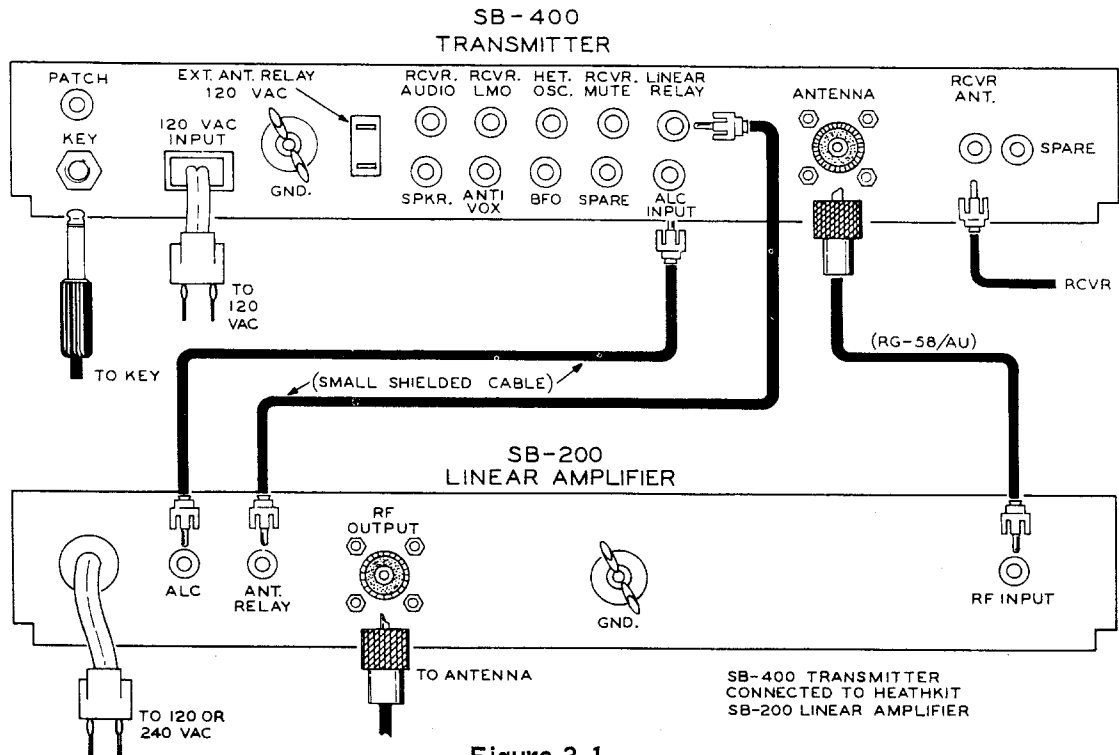 SB-400
TRANSMITTER
PATCH
EXT. ANT. RELAY
120 VAC
RCVR.
AUDIO
RCVR.
LMO
HET.
OSC.
RCVR.
MUTE
LINEAR
RELAY
ANTENNA
RCVR
ANT.
KEY
120 VAC
INPUT
SPARE
GND.
SPKR.
ANTI
VOX
BFO
SPARE
ALC
INPUT
TO
120
VAC
RCVR
TO KEY
(RG-58/AU)
(SMALL SHIELDED CABLE)
SB-200
LINEAR AMPLIFIER
RF
OUTPUT
ALC
ANT.
RELAY
GND.
RF INPUT
TO ANTENNA
SB-400 TRANSMITTER
CONNECTED TO HEATHKIT
SB-200 LINEAR AMPLIFIER
TO 120 OR
240 VAC